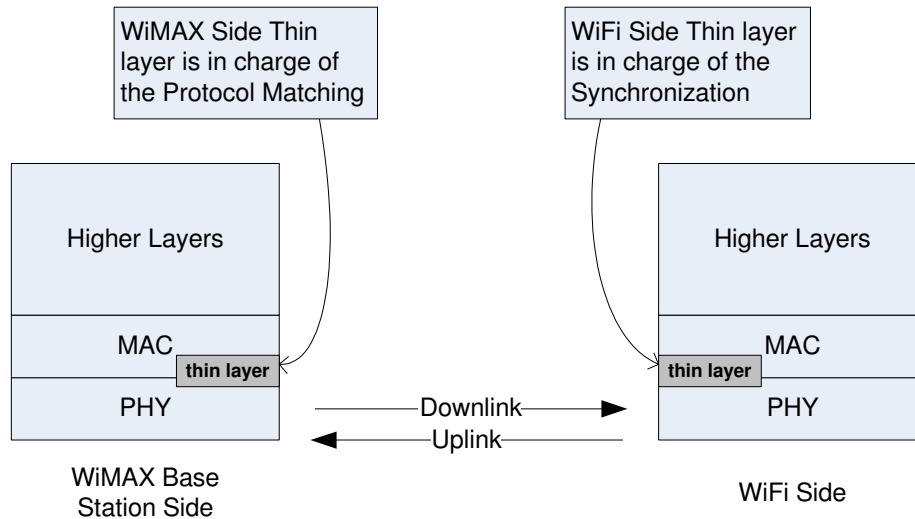 WiMAX Side Thin
layer is in charge of
the Protocol Matching
WiFi Side Thin layer
is in charge of the
Synchronization
Higher Layers
MAC
thin layer
PHY
Higher Layers
MAC
thin layer
PHY
Downlink
Uplink
WiMAX Base
Station Side
WiFi Side